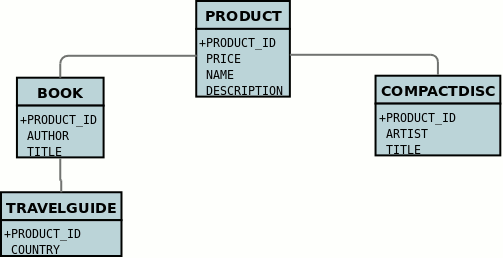 PRODUCT
+PRODUCT_ID
PRICE
NAME
DESCRIPTION
BOOK
+PRODUCT_ID
AUTHOR
TITLE
COMPACTDISC
+PRODUCT_ID
ARTIST
TITLE
TRAVELGUIDE
+PRODUCT_ID
COUNTRY